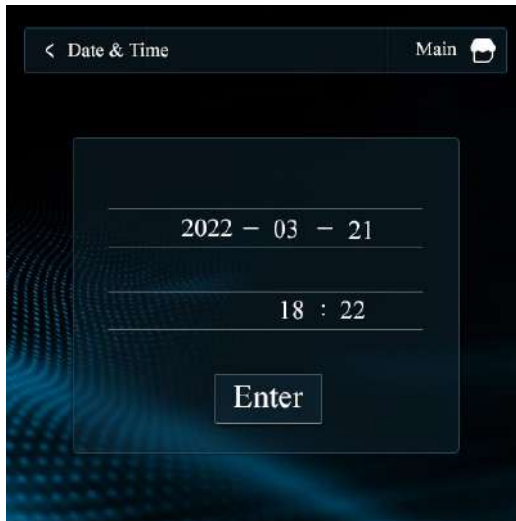 < Date & Time Main
2022 – 03 – 21
18 : 22
Enter